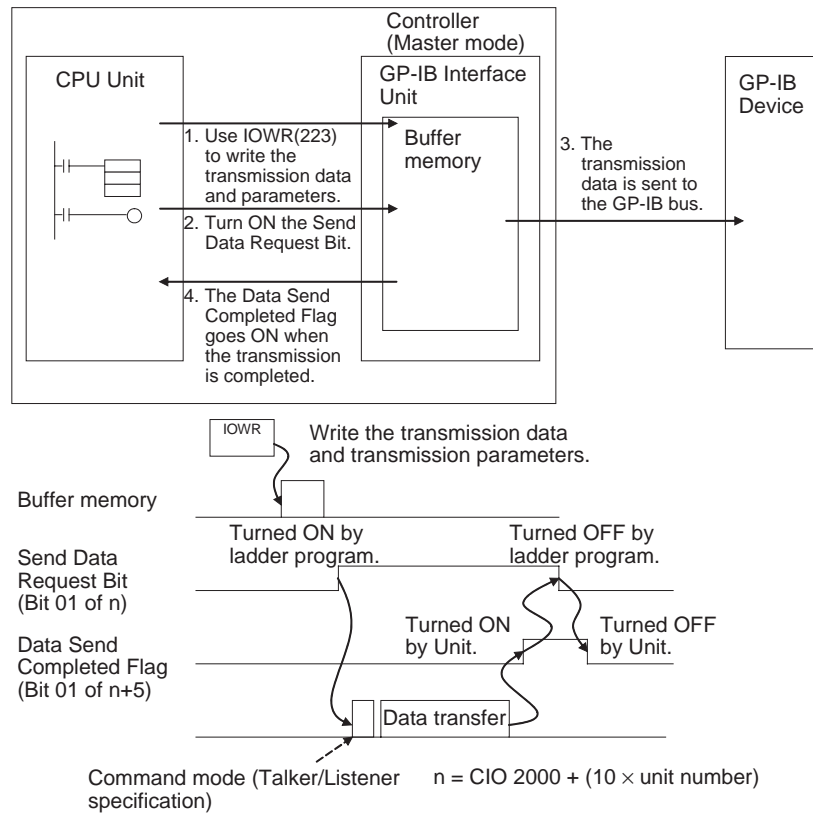 Controller
(Master mode)
CPU Unit
GP-IB Interface
Unit
GP-IB
Device
1. Use IOWR(223)
to write the
transmission data
and parameters.
Buffer
memory
3. The
transmission
data is sent to
the GP-IB bus.
2. Turn ON the Send
Data Request Bit.
4. The Data Send
Completed Flag
goes ON when
the transmission
is completed.
IOWR
Write the transmission data
and transmission parameters.
Buffer memory
Turned ON by
ladder program.
Turned OFF by
ladder program.
Send Data
Request Bit
(Bit 01 of n)
Turned ON
by Unit.
Turned OFF
by Unit.
Data Send
Completed Flag
(Bit 01 of n+5)
Data transfer
Command mode (Talker/Listener
specification)
n = CIO 2000 + (10 × unit number)